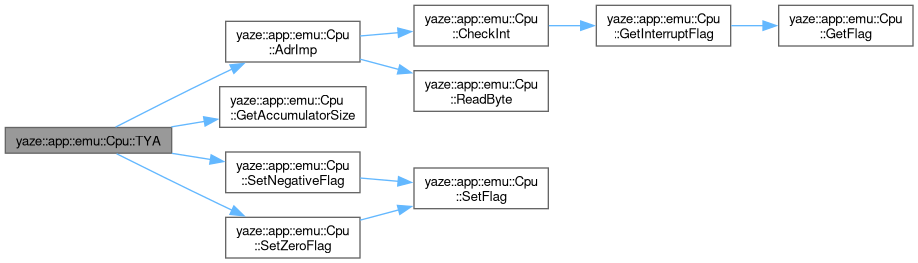 yaze::app::emu::Cpu::TYA
yaze::app::emu::Cpu
::AdrImp
yaze::app::emu::Cpu
::CheckInt
yaze::app::emu::Cpu
::GetInterruptFlag
yaze::app::emu::Cpu
::GetFlag
yaze::app::emu::Cpu
::ReadByte
yaze::app::emu::Cpu
::GetAccumulatorSize
yaze::app::emu::Cpu
::SetNegativeFlag
yaze::app::emu::Cpu
::SetFlag
yaze::app::emu::Cpu
::SetZeroFlag